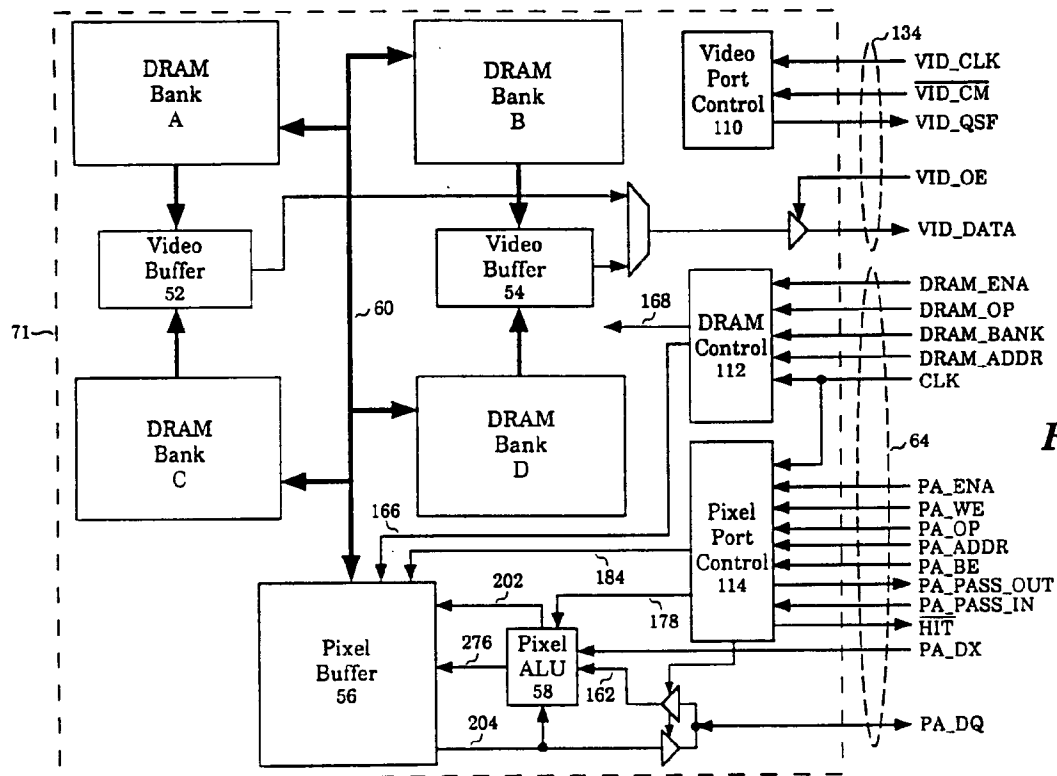 DRAM
Bank
A
DRAM
Bank
B
Video
Port
Control
110
134
VID_CLK
VID_CM
VID_QSF
VID_OE
VID_DATA
Video
Buffer
52
Video
Buffer
54
60
71
168
DRAM
Control
112
DRAM_ENA
DRAM_OP
DRAM_BANK
DRAM_ADDR
CLK
DRAM
Bank
C
DRAM
Bank
D
64
166
184
Pixel
Port
Control
114
PA_ENA
PA_WE
PA_OP
PA_ADDR
PA_BE
PA_PASS_OUT
PA_PASS_IN
HIT
PA_DX
PA_DQ
202
178
276
162
204
Pixel
Buffer
56
Pixel
ALU
58